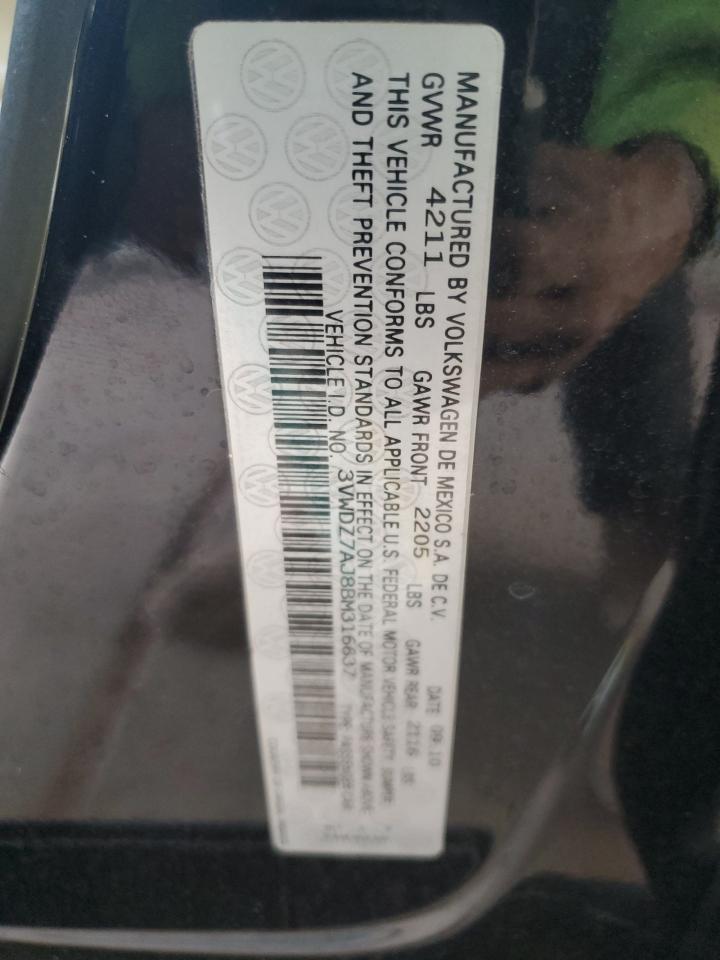 MANUFACTURED BY VOLKSWAGEN DE MEXICO S.A. DE C.V. DATE 09-10
GVWR 4211 LBS GAWR FRONT 2205 LBS GAWR REAR 2116
THIS VEHICLE CONFORMS TO ALL APPLICABLE U.S. FEDERAL MOTOR VEHICLE SAFETY, BUMPER
AND THEFT PREVENTION STANDARDS IN EFFECT ON THE DATE OF MANUFACTURE SHOWN ABOVE
VEHICLE I.D. NO. 3VWDZ7AJ8BM316637 TYPE